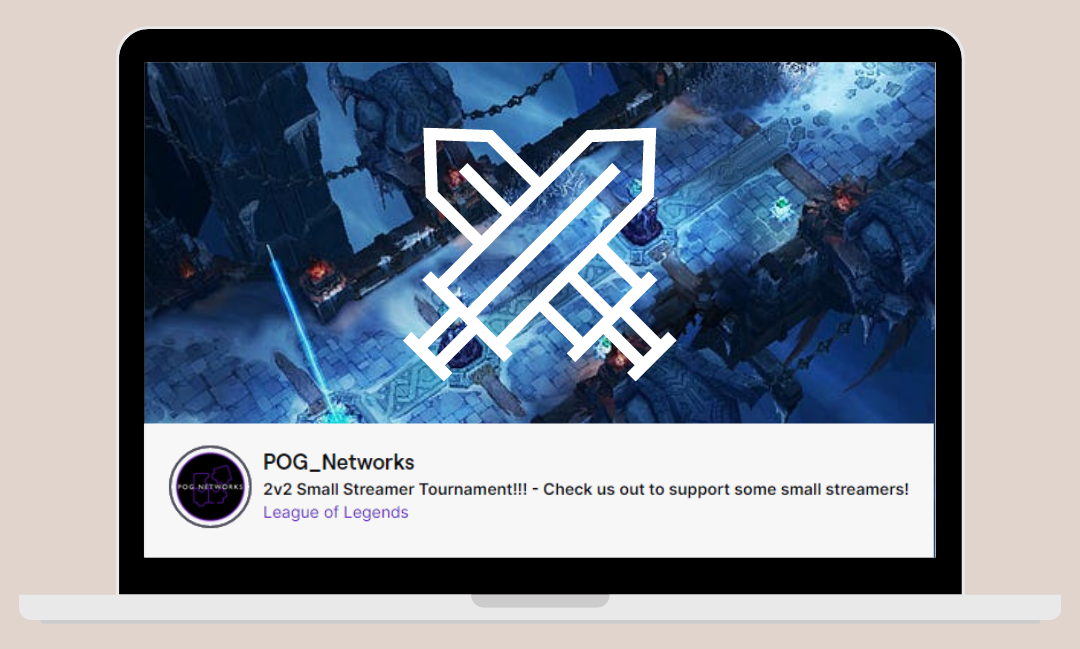 POG_Networks
POG NETWORKS
2v2 Small Streamer Tournament!!! - Check us out to support some small streamers!
League of Legends